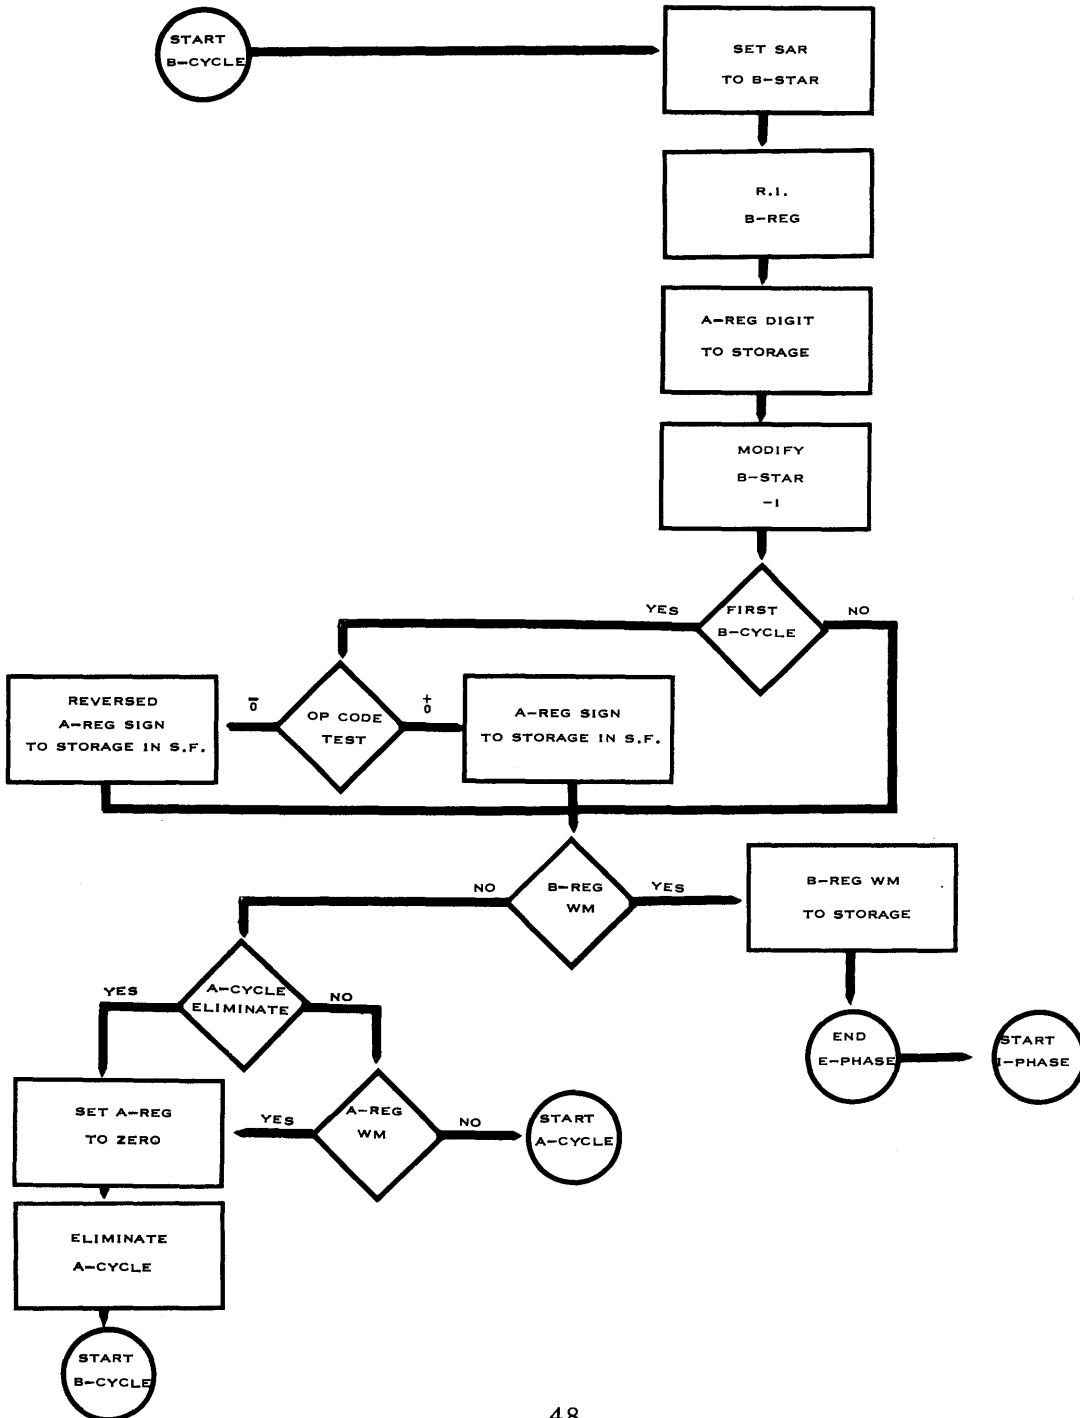 START
B-CYCLE
SET SAR
TO B-STAR
R.I.
B-REG
A-REG DIGIT
TO STORAGE
MODIFY
B-STAR
-1
FIRST
B-CYCLE
YES
NO
REVERSED
A-REG SIGN
TO STORAGE IN S.F.
-
0
OP CODE
TEST
+
0
A-REG SIGN
TO STORAGE IN S.F.
NO
B-REG
WM
YES
B-REG WM
TO STORAGE
YES
A-CYCLE
ELIMINATE
NO
END
E-PHASE
START
I-PHASE
SET A-REG
TO ZERO
YES
A-REG
WM
NO
START
A-CYCLE
ELIMINATE
A-CYCLE
START
B-CYCLE
48